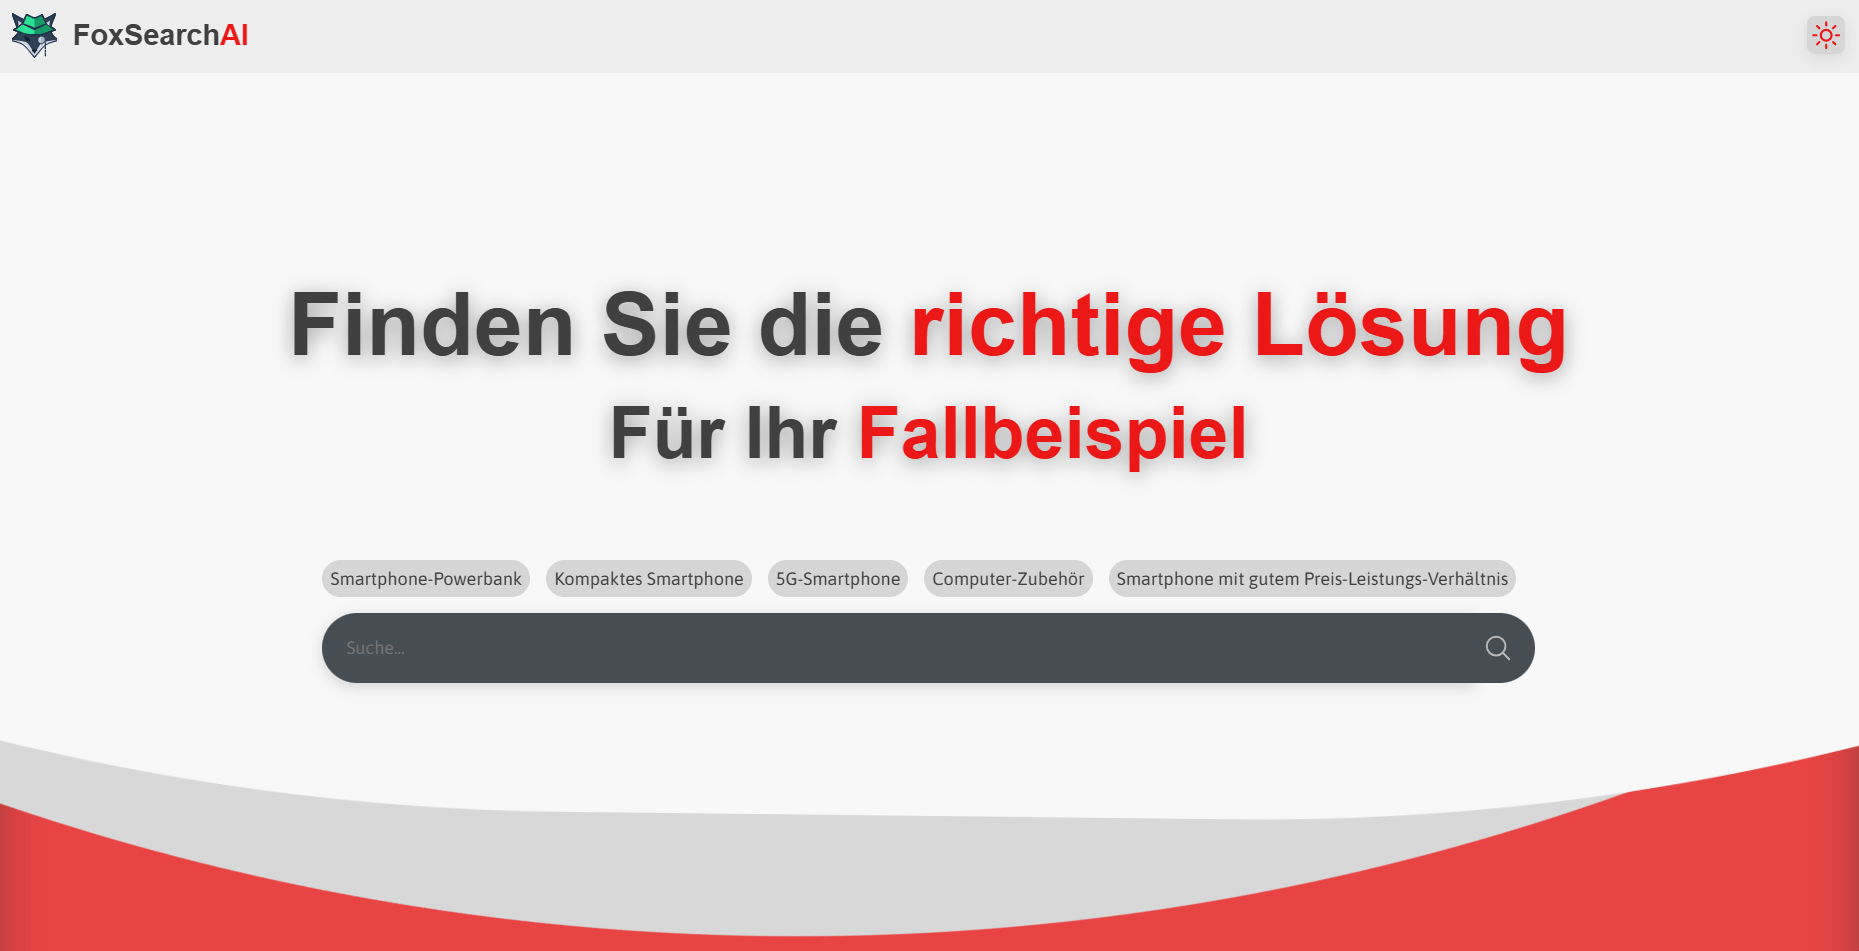 FoxSearchAI
Finden Sie die richtige Lösung
Für Ihr Fallbeispiel
Smartphone-Powerbank Kompaktes Smartphone 5G-Smartphone Computer-Zubehör Smartphone mit gutem Preis-Leistungs-Verhältnis
Suche...